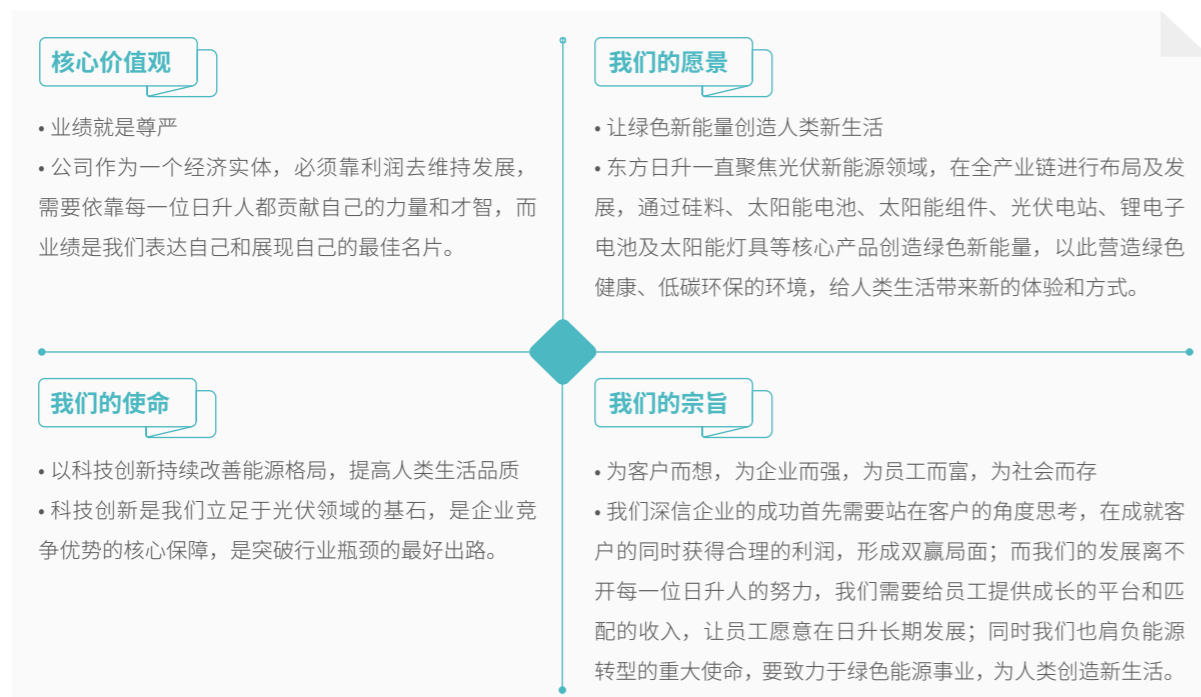 核心价值观
• 业绩就是尊严
• 公司作为一个经济实体，必须靠利润去维持发展，
需要依靠每一位日升人都贡献自己的力量和才智，而
业绩是我们表达自己和展现自己的最佳名片。
我们的愿景
• 让绿色新能量创造人类新生活
• 东方日升一直聚焦光伏新能源领域，在全产业链进行布局及发
展，通过硅料、太阳能电池、太阳能组件、光伏电站、锂电子
电池及太阳能灯具等核心产品创造绿色新能量，以此营造绿色
健康、低碳环保的环境，给人类生活带来新的体验和方式。
我们的使命
• 以科技创新持续改善能源格局，提高人类生活品质
• 科技创新是我们立足于光伏领域的基石，是企业竞
争优势的核心保障，是突破行业瓶颈的最好出路。
我们的宗旨
• 为客户而想，为企业而强，为员工而富，为社会而存
• 我们深信企业的成功首先需要站在客户的角度思考，在成就客
户的同时获得合理的利润，形成双赢局面；而我们的发展离不
开每一位日升人的努力，我们需要给员工提供成长的平台和匹
配的收入，让员工愿意在日升长期发展；同时我们也肩负能源
转型的重大使命，要致力于绿色能源事业，为人类创造新生活。